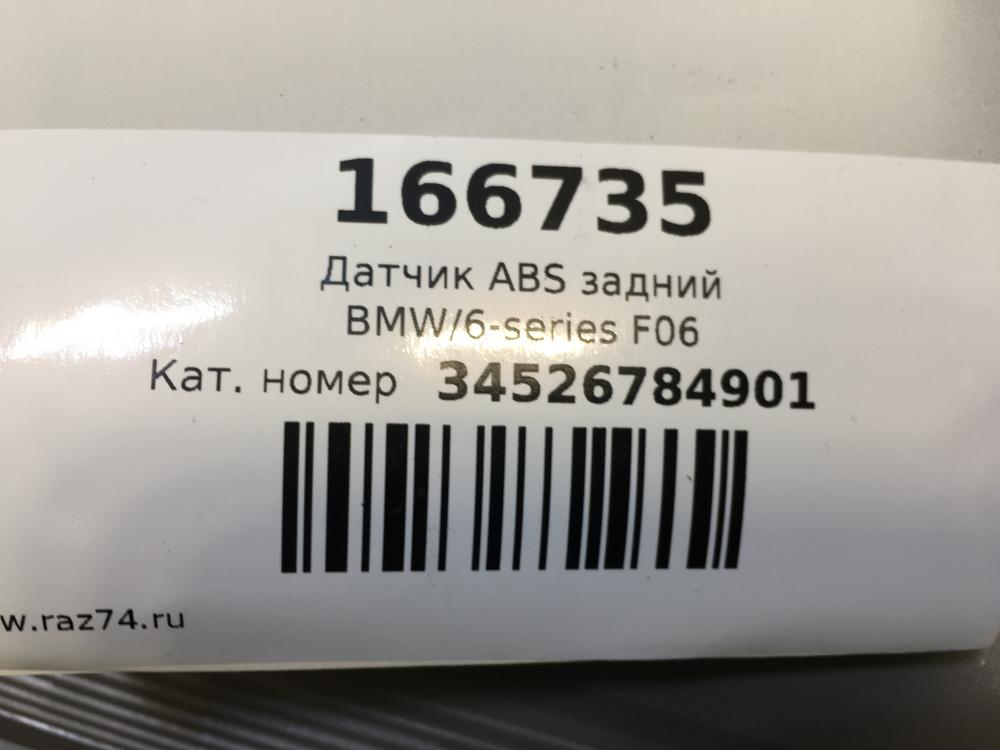 166735
Датчик ABS задний
BMW/6-series F06
Кат. номер 34526784901
w.raz74.ru